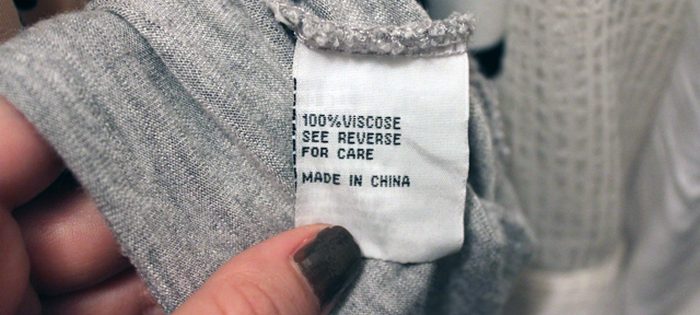 100%VISCOSE
SEE REVERSE
FOR CARE
MADE IN CHINA